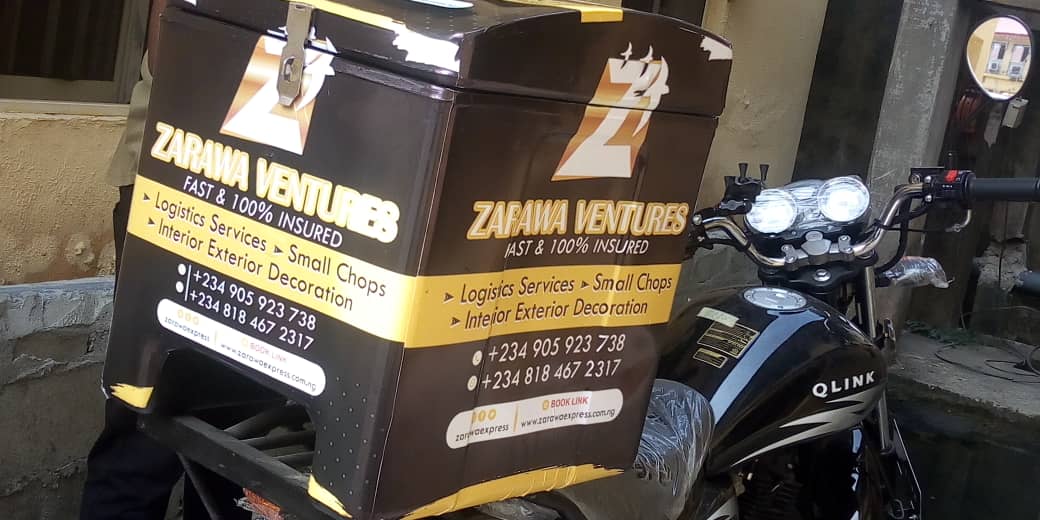 Z
ZARAWA VENTURES
FAST & 100% INSURED
➤ Logistics Services ➤ Small Chops
➤ Interior Exterior Decoration
+234 905 923 738
+234 818 467 2317
zarawaexpress
BOOK LINK
www.zarawaexpress.com.ng
Z
ZARAWA VENTURES
FAST & 100% INSURED
➤ Logistics Services ➤ Small Chops
➤ Interior Exterior Decoration
+234 905 923 738
+234 818 467 2317
zarawaexpress
BOOK LINK
www.zarawaexpress.com.ng
QLINK